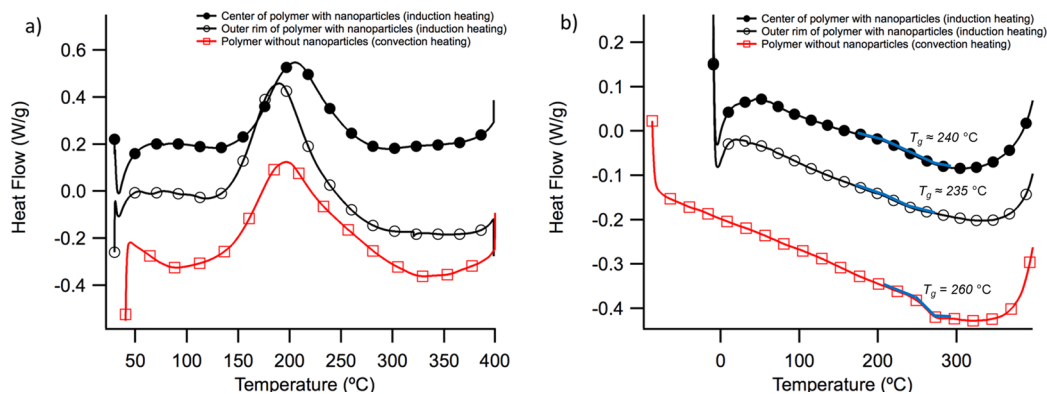 a)
Center of polymer with nanoparticles (induction heating)
Outer rim of polymer with nanoparticles (induction heating)
Polymer without nanoparticles (convection heating)
0.6
0.4
0.2
0.0
-0.2
-0.4
Heat Flow (W/g)
50
100
150
200
250
300
350
400
Temperature (ºC)
b)
Center of polymer with nanoparticles (induction heating)
Outer rim of polymer with nanoparticles (induction heating)
Polymer without nanoparticles (convection heating)
0.2
0.1
0.0
-0.1
-0.2
-0.3
-0.4
Heat Flow (W/g)
Tg ≈ 240 °C
Tg ≈ 235 °C
Tg = 260 °C
0
100
200
300
Temperature (ºC)